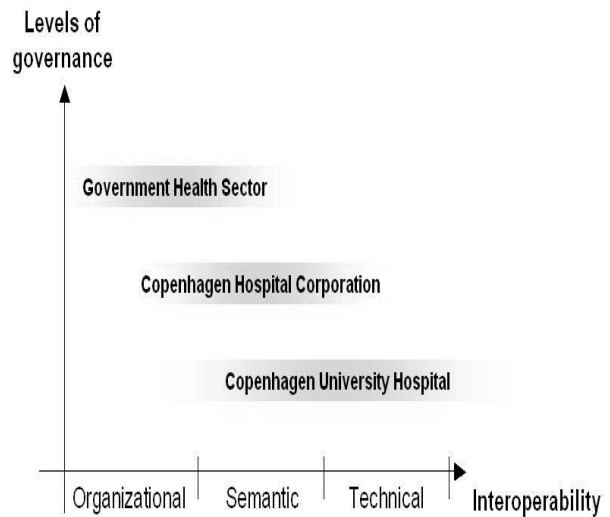 Levels of
governance
Government Health Sector
Copenhagen Hospital Corporation
Copenhagen University Hospital
Organizational
Semantic
Technical
Interoperability